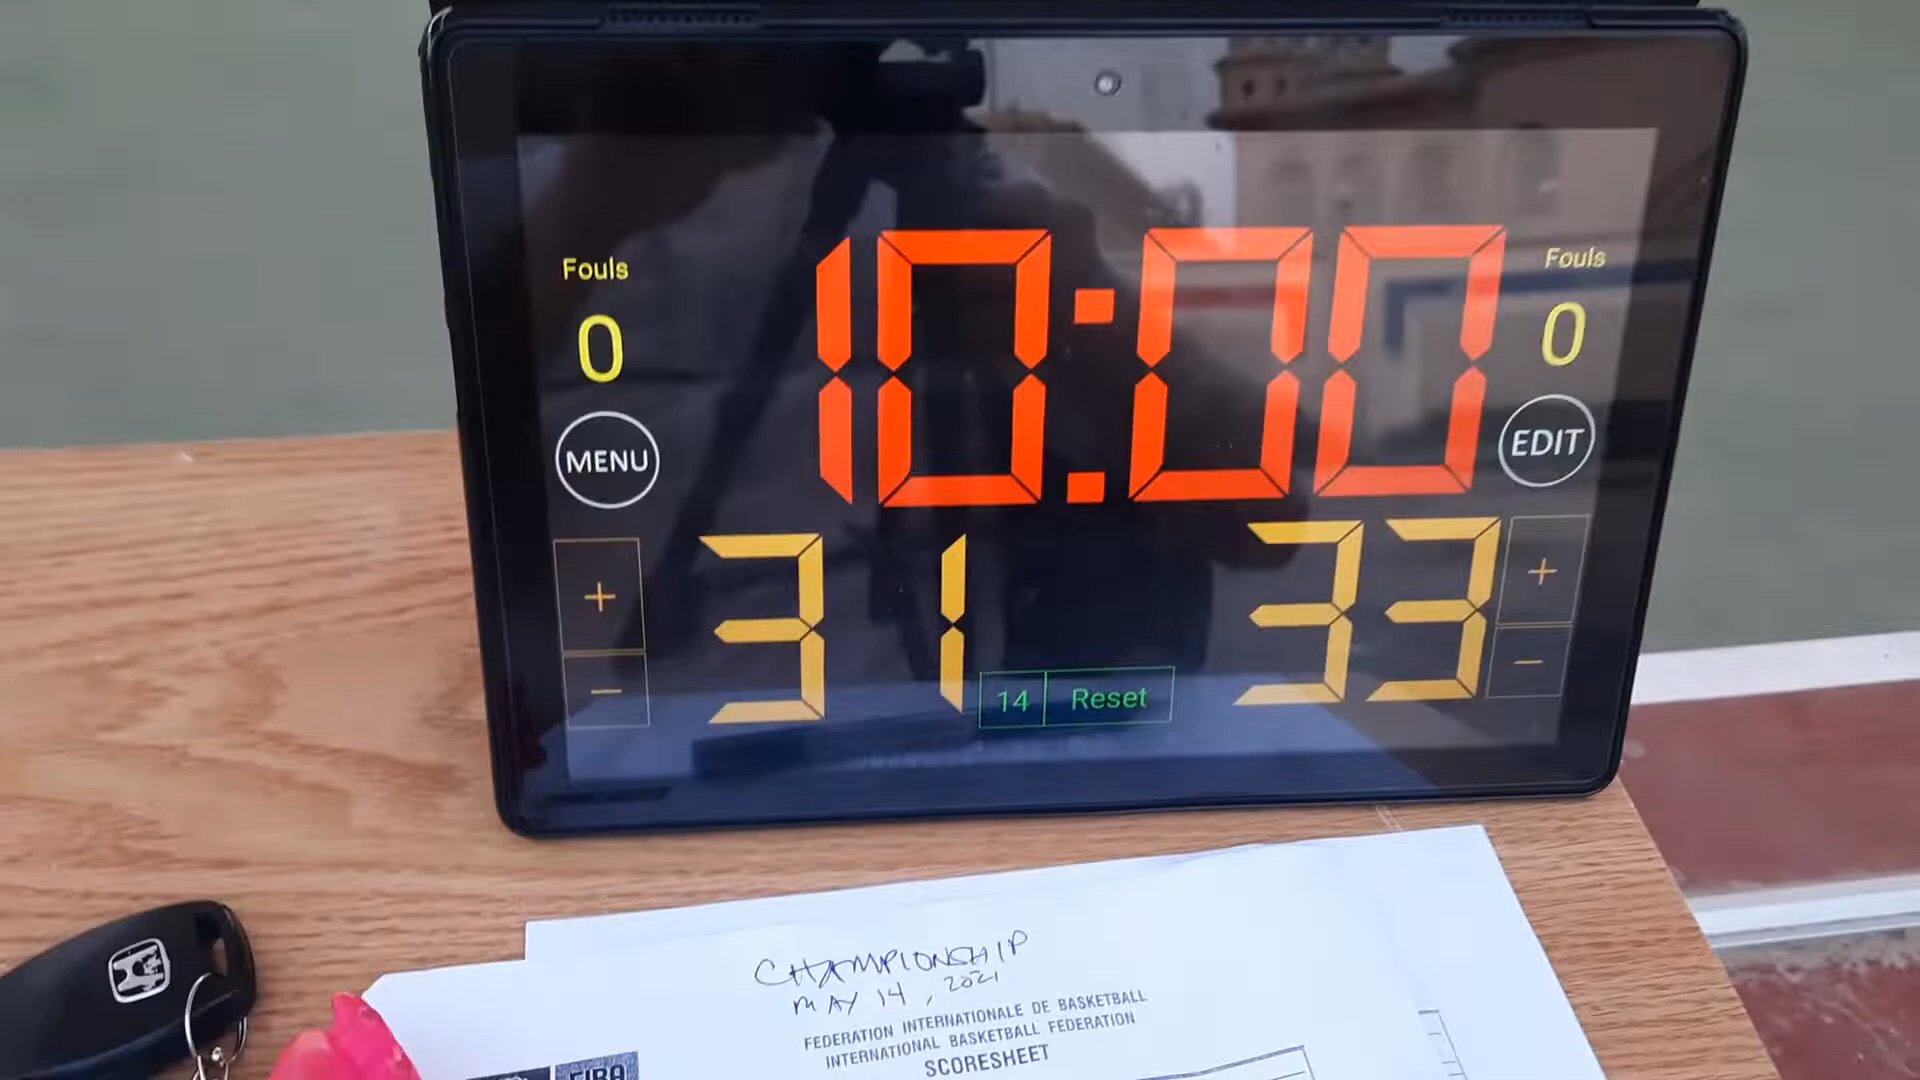 Fouls
0
MENU
10:00
Fouls
0
EDIT
+
-
31
14 Reset
33
+
-
CHAMPIONSHIP
MAY 14, 2021
FEDERATION INTERNATIONALE DE BASKETBALL
INTERNATIONAL BASKETBALL FEDERATION
SCORESHEET
FIBA